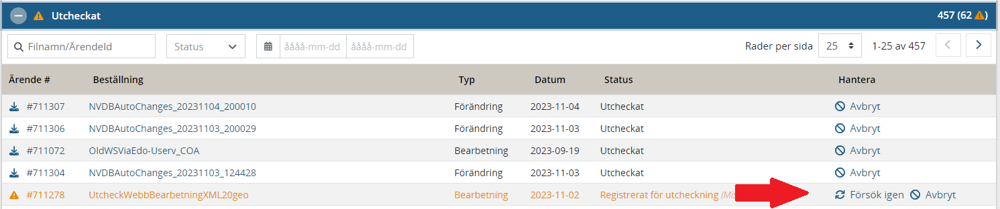 Utcheckat 457 (62 )
Filnamn/ÄrendeId Status åååå-mm-dd åååå-mm-dd Rader per sida 25 1-25 av 457
Ärende # Beställning Typ Datum Status Hantera
#711307 NVDBAutoChanges_20231104_200010 Förändring 2023-11-04 Utcheckat Avbryt
#711306 NVDBAutoChanges_20231103_200029 Förändring 2023-11-03 Utcheckat Avbryt
#711072 OldWSViaEdo-Userv_COA Bearbetning 2023-09-19 Utcheckat Avbryt
#711304 NVDBAutoChanges_20231103_124428 Förändring 2023-11-03 Utcheckat Avbryt
#711278 UtcheckWebbBearbetningXML20geo Bearbetning 2023-11-02 Registrerat för utcheckning Försök igen Avbryt